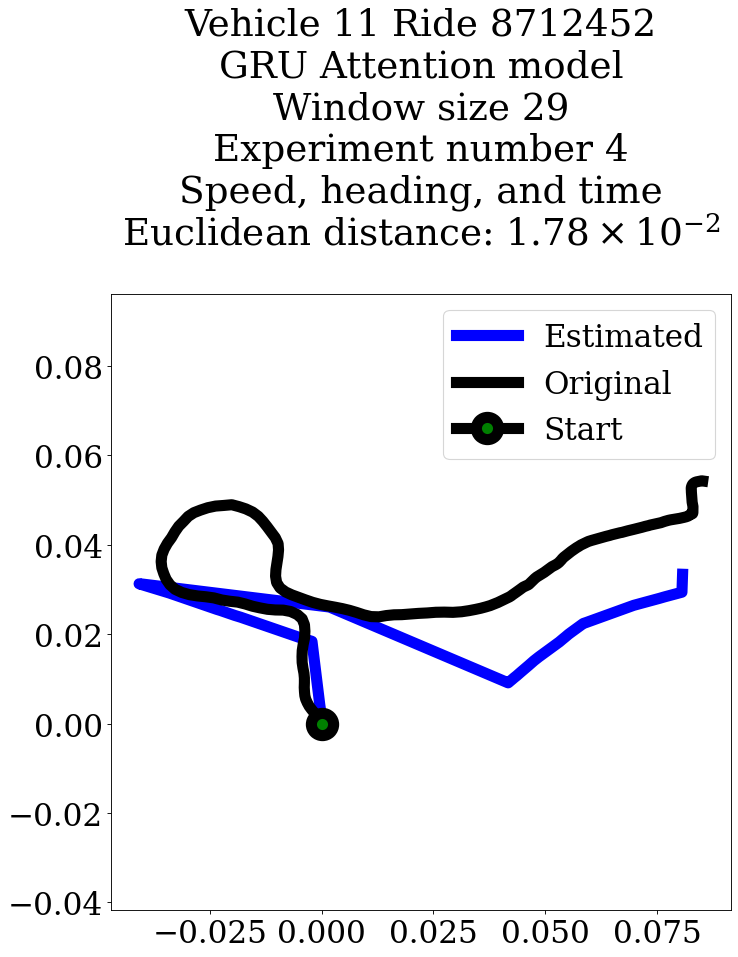 Vehicle 11 Ride 8712452
GRU Attention model
Window size 29
Experiment number 4
Speed, heading, and time
Euclidean distance: 1.78 × 10⁻²
Estimated
Original
Start
0.08
0.06
0.04
0.02
0.00
−0.02
−0.04
−0.025 0.000 0.025 0.050 0.075